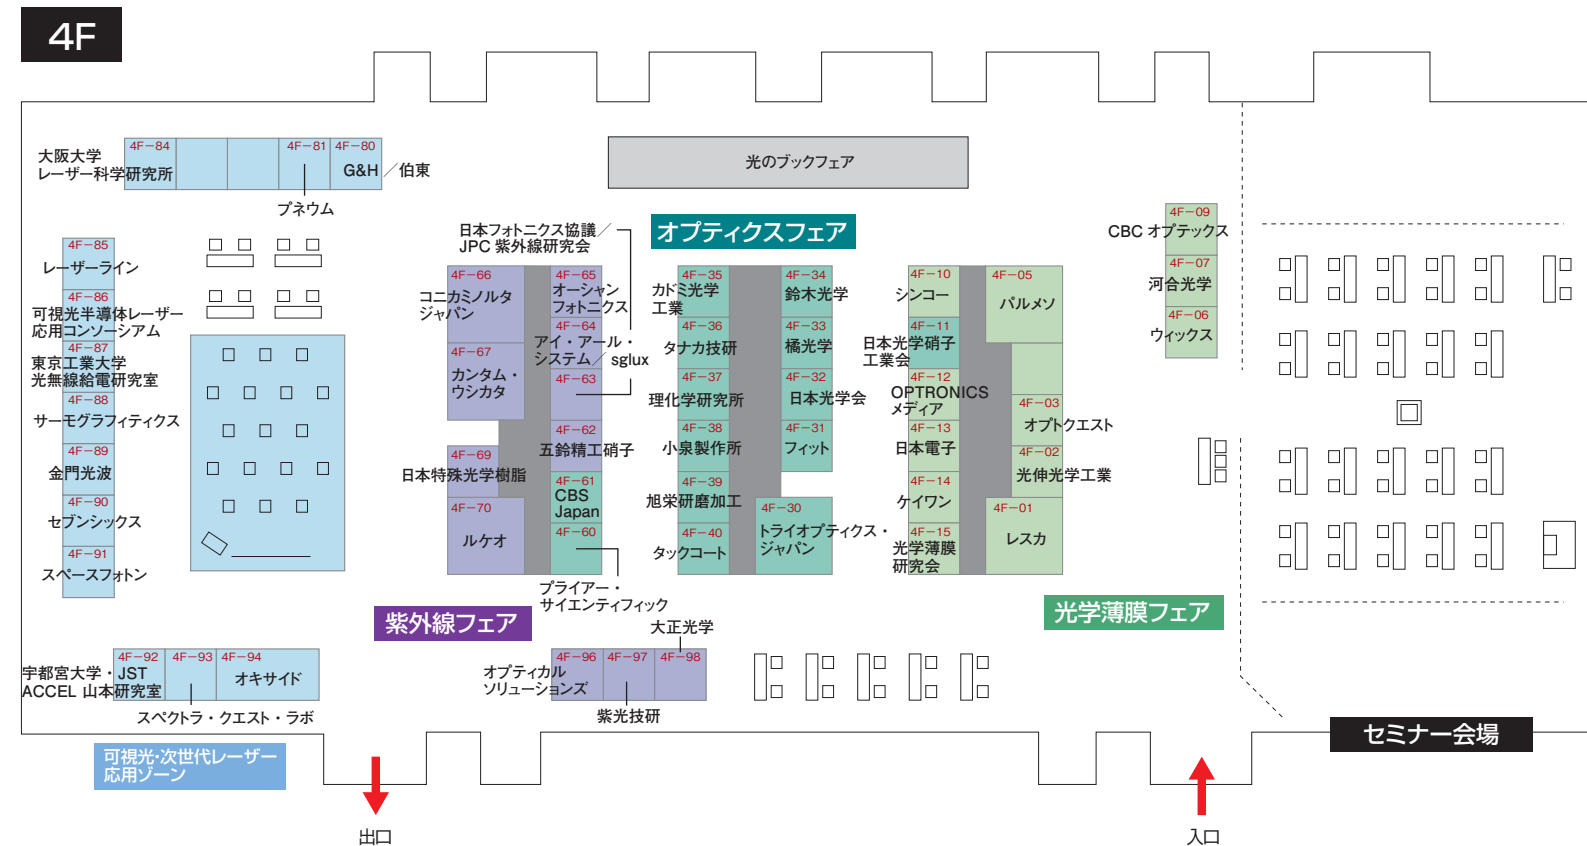 4F
4F-84
大阪大学
レーザー科学研究所
4F-81
プネウム
4F-80
G&H／伯東
光のブックフェア
4F-85
レーザーライン
4F-86
可視光半導体レーザー
応用コンソーシアム
4F-87
東京工業大学
光無線給電研究室
4F-88
サーモグラフィティクス
4F-89
金門光波
4F-90
セブンシックス
4F-91
スペースフォトン
4F-92
宇都宮大学・JST
ACCEL 山本研究室
4F-93
スペクトラ・クエスト・ラボ
4F-94
オキサイド
可視光・次世代レーザー
応用ゾーン
日本フォトニクス協議／
JPC 紫外線研究会
4F-66
コニカミノルタ
ジャパン
4F-67
カンタム・
ウシカタ
4F-69
日本特殊光学樹脂
4F-70
ルケオ
4F-65
オーシャン
フォトニクス
4F-64
アイ・アール・
システム／sglux
4F-63
4F-62
五鈴精工硝子
4F-61
CBS
Japan
4F-60
プライアー・
サイエンティフィック
紫外線フェア
4F-96
オプティカル
ソリューションズ
4F-97
紫光技研
4F-98
大正光学
オプティクスフェア
4F-35
カドミ光学
工業
4F-36
タナカ技研
4F-37
理化学研究所
4F-38
小泉製作所
4F-39
旭栄研磨加工
4F-40
タックコート
4F-34
鈴木光学
4F-33
橘光学
4F-32
日本光学会
4F-31
フィット
4F-30
トライオプティクス・
ジャパン
4F-10
シンコー
4F-11
日本光学硝子
工業会
4F-12
OPTRONICS
メディア
4F-13
日本電子
4F-14
ケイワン
4F-15
光学薄膜
研究会
4F-05
パルメソ
4F-03
オプトクエスト
4F-02
光伸光学工業
4F-01
レスカ
光学薄膜フェア
4F-09
CBC オプテックス
4F-07
河合光学
4F-06
ウィックス
セミナー会場
出口
入口